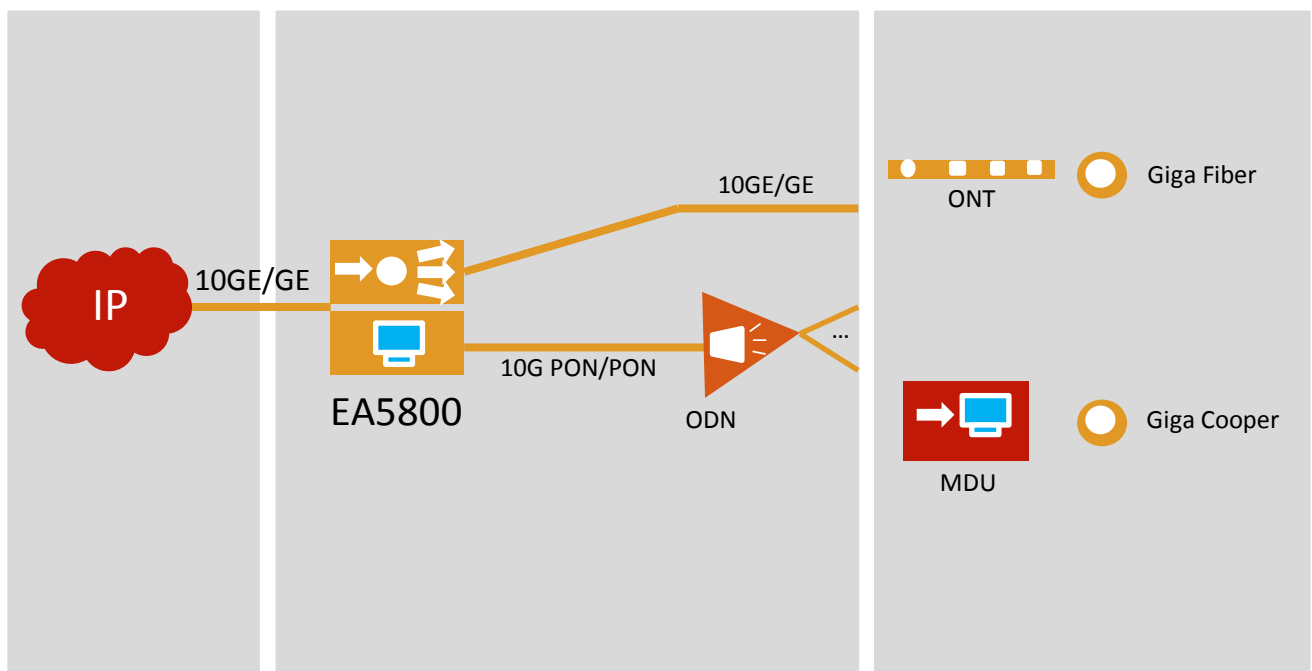 IP
10GE/GE
EA5800
10GE/GE
10G PON/PON
ODN
...
ONT
Giga Fiber
MDU
Giga Cooper